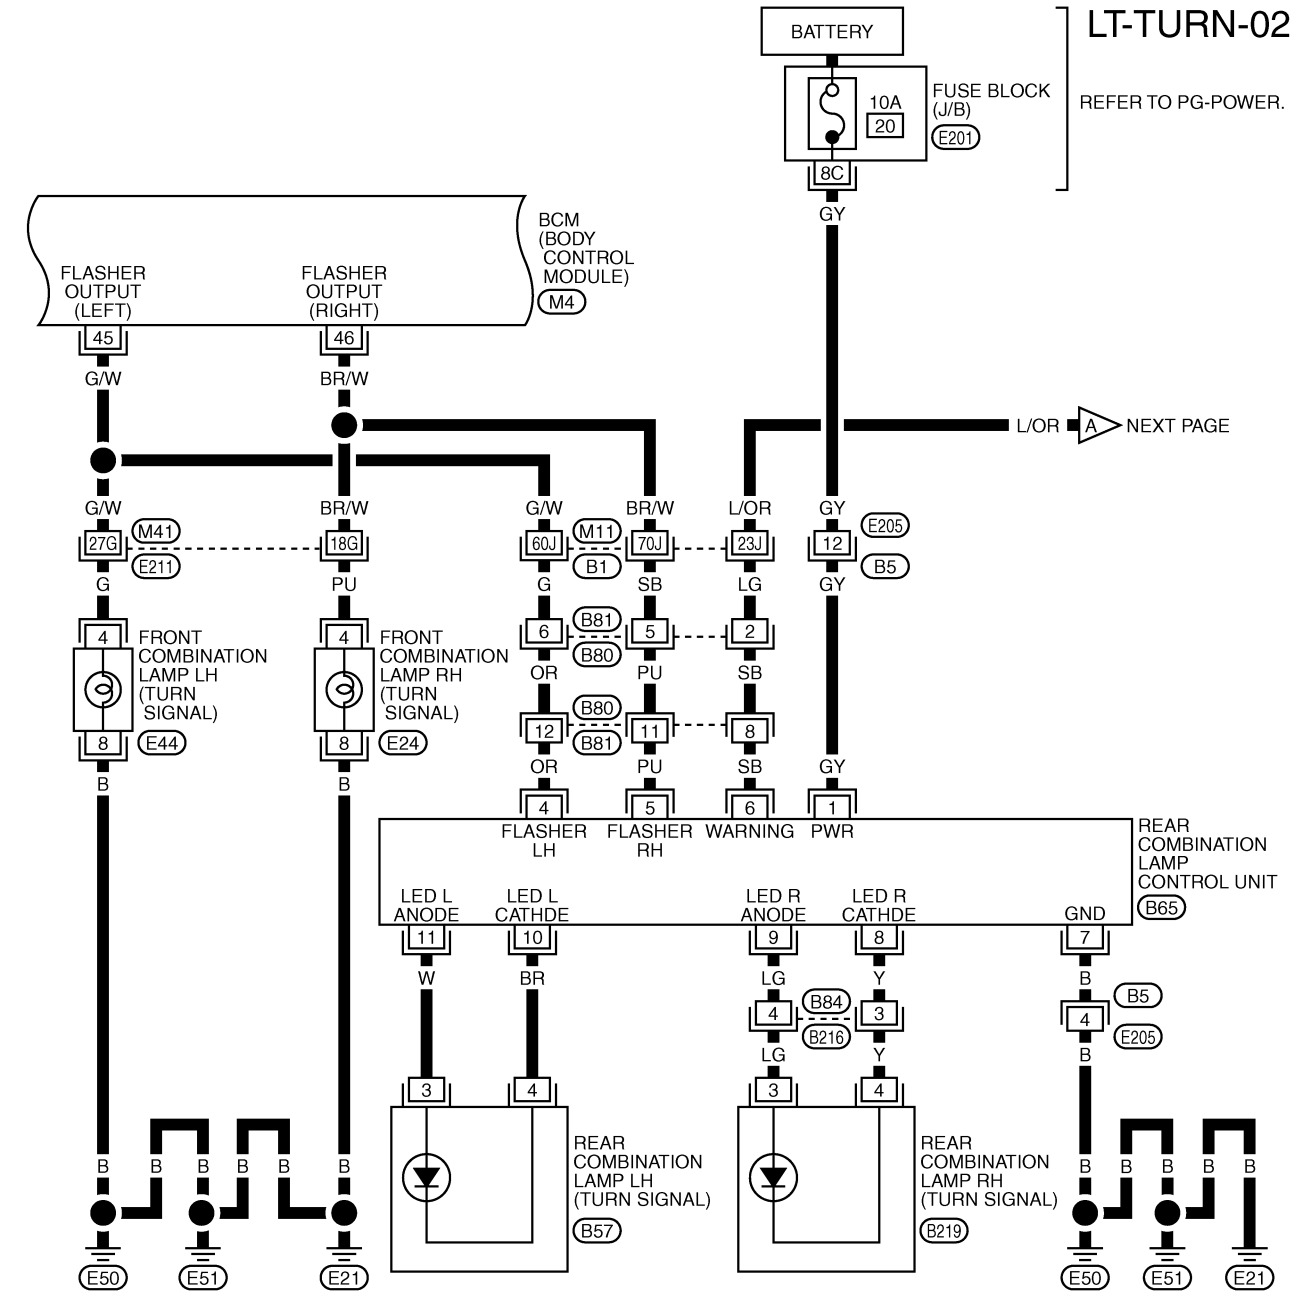 LT-TURN-02
BATTERY
FUSE BLOCK
(J/B)
10A
20
E201
REFER TO PG-POWER.
8C
GY
BCM
(BODY
CONTROL
MODULE)
M4
FLASHER
OUTPUT
(LEFT)
FLASHER
OUTPUT
(RIGHT)
45
46
G/W
BR/W
L/OR
A
NEXT PAGE
G/W
BR/W
G/W
BR/W
L/OR
GY
27G
M41
E211
18G
60J
M11
B1
70J
23J
12
E205
B5
G
PU
G
SB
LG
GY
4
FRONT
COMBINATION
LAMP LH
(TURN
SIGNAL)
8
E44
4
FRONT
COMBINATION
LAMP RH
(TURN
SIGNAL)
8
E24
6
B81
B80
5
2
OR
PU
SB
12
B80
B81
11
8
B
B
OR
PU
SB
GY
4
5
6
1
FLASHER
LH
FLASHER
RH
WARNING
PWR
REAR
COMBINATION
LAMP
CONTROL UNIT
B65
LED L
ANODE
LED L
CATHDE
LED R
ANODE
LED R
CATHDE
GND
11
10
9
8
7
W
BR
LG
Y
B
4
B84
B216
3
4
B5
E205
LG
Y
B
3
4
3
4
REAR
COMBINATION
LAMP LH
(TURN SIGNAL)
B57
REAR
COMBINATION
LAMP RH
(TURN SIGNAL)
B219
B
B
B
B
B
B
B
B
B
B
B
E50
E51
E21
E50
E51
E21